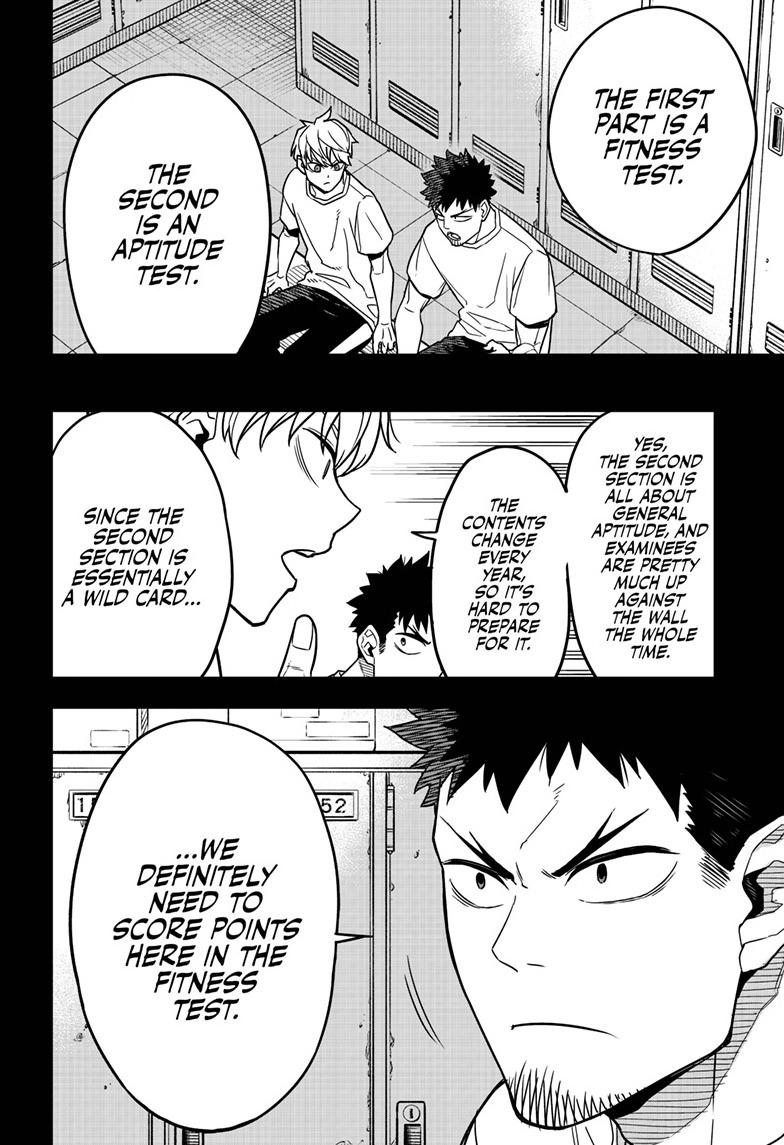 THE FIRST
PART IS A
FITNESS
TEST.
THE
SECOND
IS AN
APTITUDE
TEST.
YES,
THE SECOND
SECTION IS
ALL ABOUT
GENERAL
APTITUDE, AND
EXAMINEES
ARE PRETTY
MUCH UP
AGAINST
THE WALL
THE WHOLE
TIME.
THE
CONTENTS
CHANGE
EVERY
YEAR,
SO IT'S
HARD TO
PREPARE
FOR IT.
SINCE THE
SECOND
SECTION IS
ESSENTIALLY
A WILD CARD...
...WE
DEFINITELY
NEED TO
SCORE POINTS
HERE IN THE
FITNESS
TEST.
52